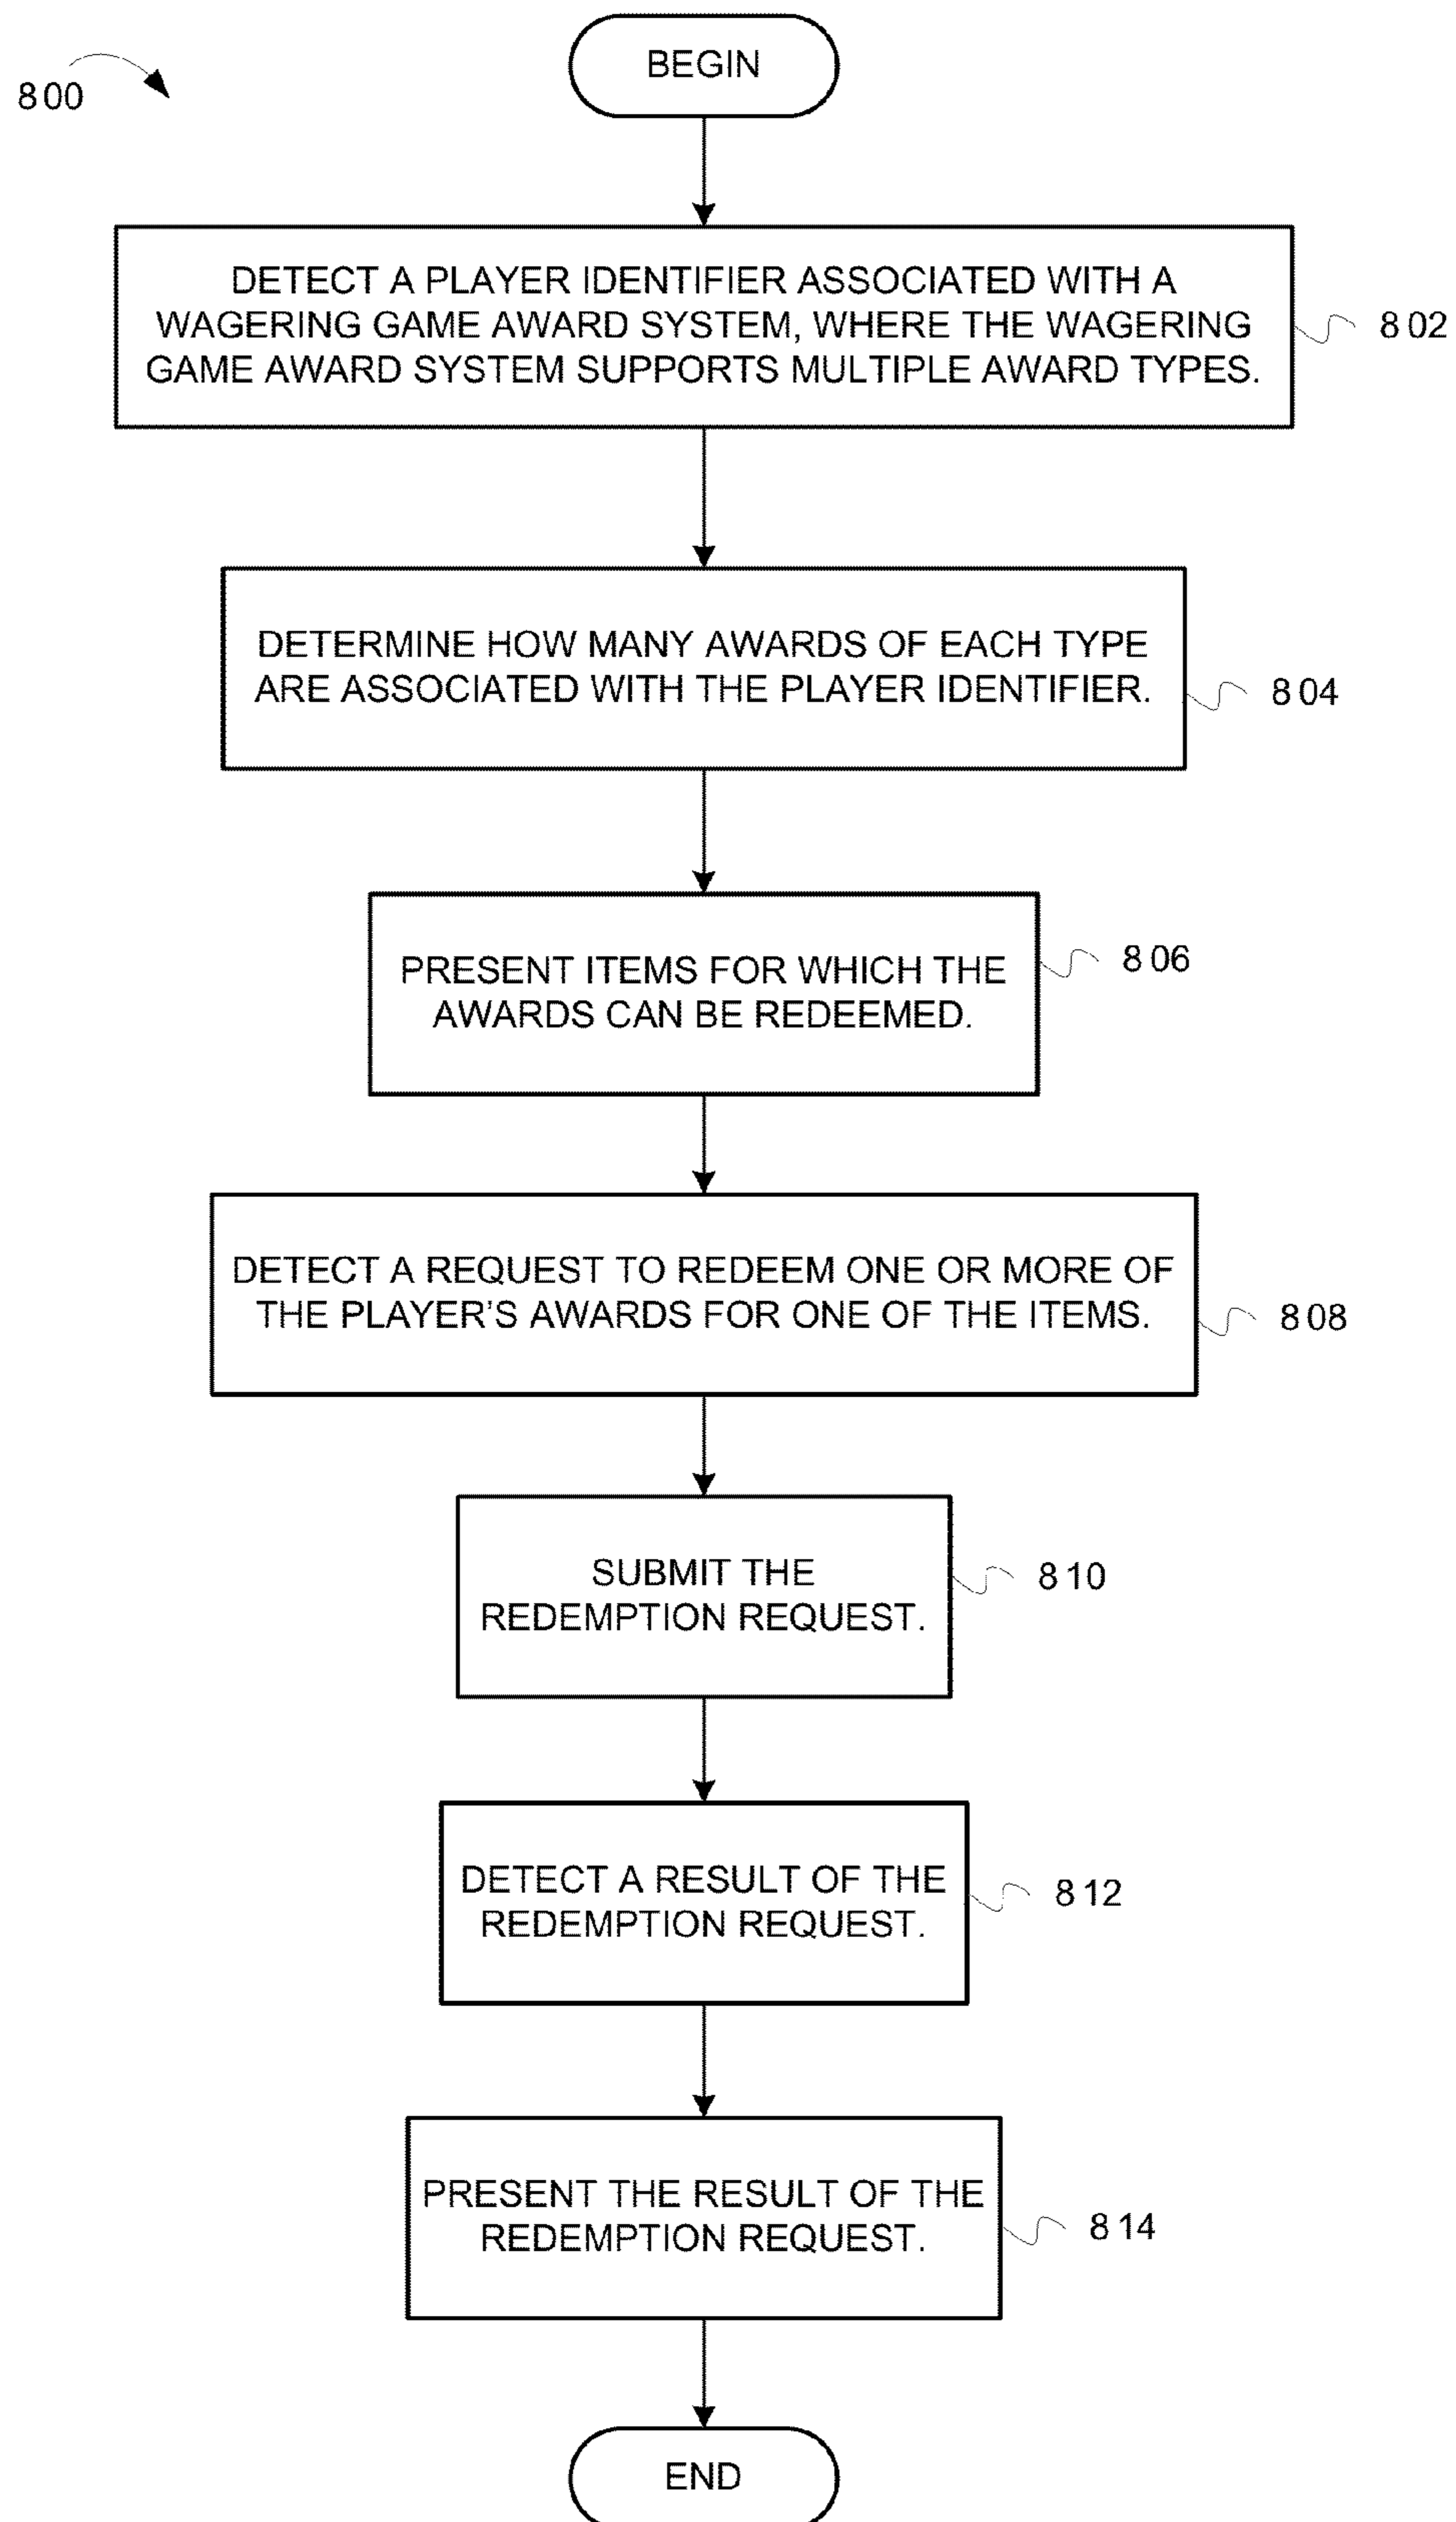 BEGIN
800
DETECT A PLAYER IDENTIFIER ASSOCIATED WITH A
WAGERING GAME AWARD SYSTEM, WHERE THE WAGERING
GAME AWARD SYSTEM SUPPORTS MULTIPLE AWARD TYPES.
802
DETERMINE HOW MANY AWARDS OF EACH TYPE
ARE ASSOCIATED WITH THE PLAYER IDENTIFIER.
804
PRESENT ITEMS FOR WHICH THE
AWARDS CAN BE REDEEMED.
806
DETECT A REQUEST TO REDEEM ONE OR MORE OF
THE PLAYER’S AWARDS FOR ONE OF THE ITEMS.
808
SUBMIT THE
REDEMPTION REQUEST.
810
DETECT A RESULT OF THE
REDEMPTION REQUEST.
812
PRESENT THE RESULT OF THE
REDEMPTION REQUEST.
814
END